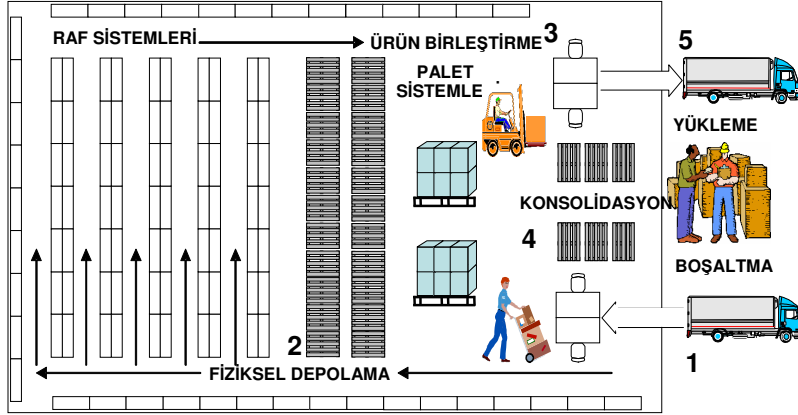 RAF SİSTEMLERİ
ÜRÜN BİRLEŞTİRME
3
5
PALET
SİSTEMLE
YÜKLEME
KONSOLİDASYON
4
BOŞALTMA
2
1
FİZİKSEL DEPOLAMA